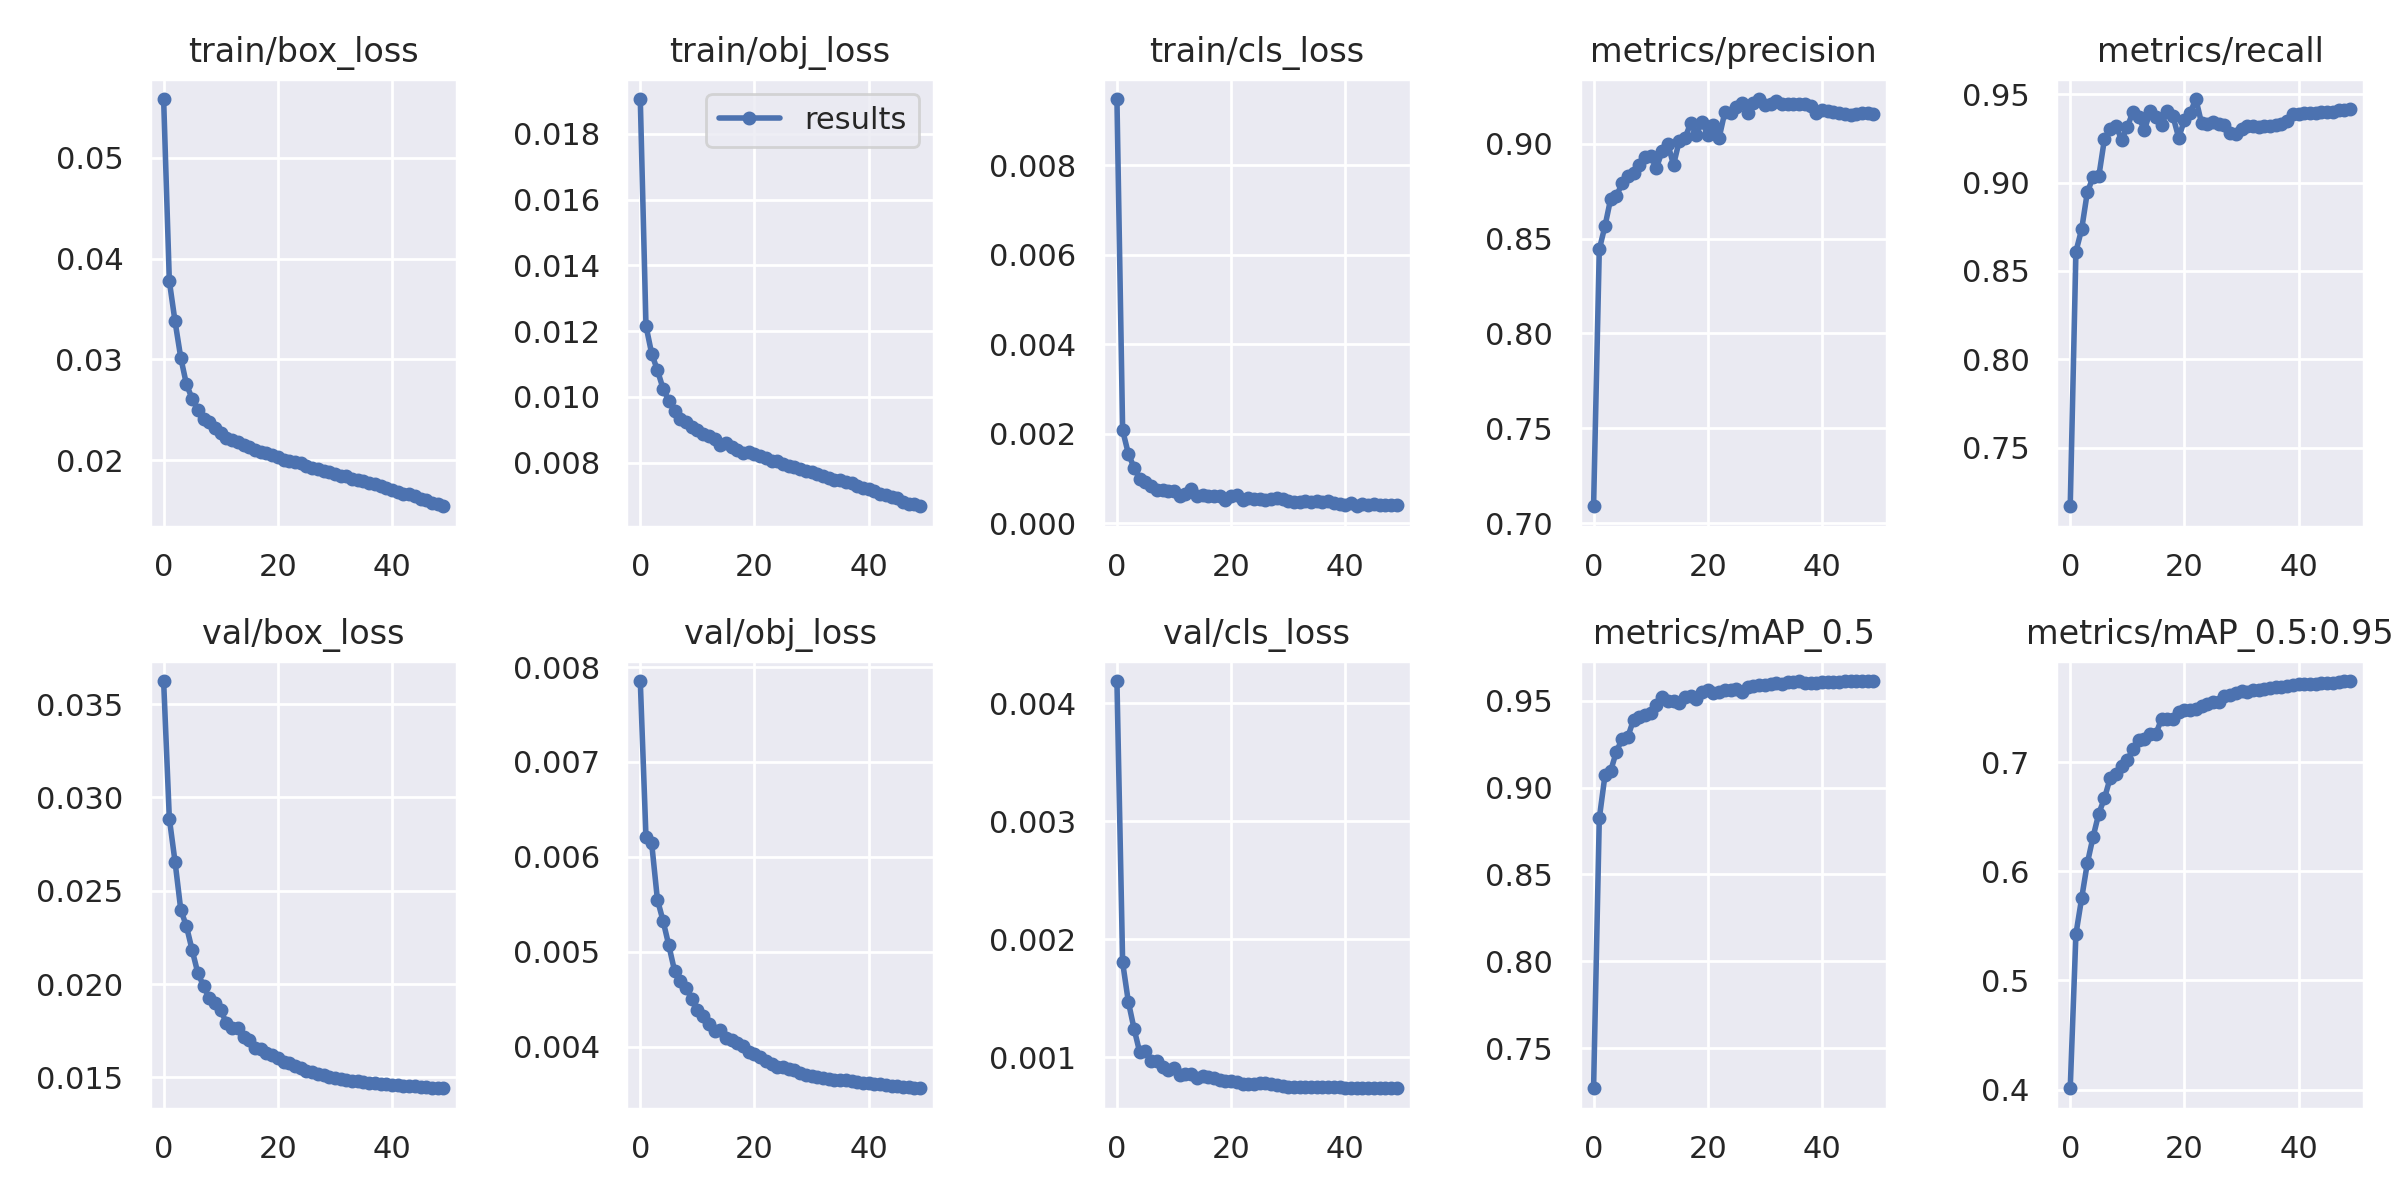 train/box_loss
0.05
0.04
0.03
0.02
0 20 40
train/obj_loss
results
0.018
0.016
0.014
0.012
0.010
0.008
0 20 40
train/cls_loss
0.008
0.006
0.004
0.002
0.000
0 20 40
metrics/precision
0.90
0.85
0.80
0.75
0.70
0 20 40
metrics/recall
0.95
0.90
0.85
0.80
0.75
0 20 40
val/box_loss
0.035
0.030
0.025
0.020
0.015
0 20 40
val/obj_loss
0.008
0.007
0.006
0.005
0.004
0 20 40
val/cls_loss
0.004
0.003
0.002
0.001
0 20 40
metrics/mAP_0.5
0.95
0.90
0.85
0.80
0.75
0 20 40
metrics/mAP_0.5:0.95
0.7
0.6
0.5
0.4
0 20 40